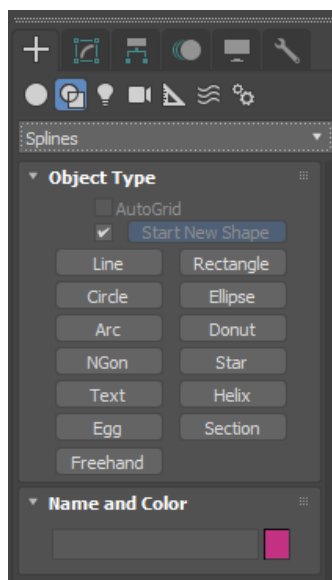 Splines
Object Type
AutoGrid
Start New Shape
Line Rectangle
Circle Ellipse
Arc Donut
NGon Star
Text Helix
Egg Section
Freehand
Name and Color